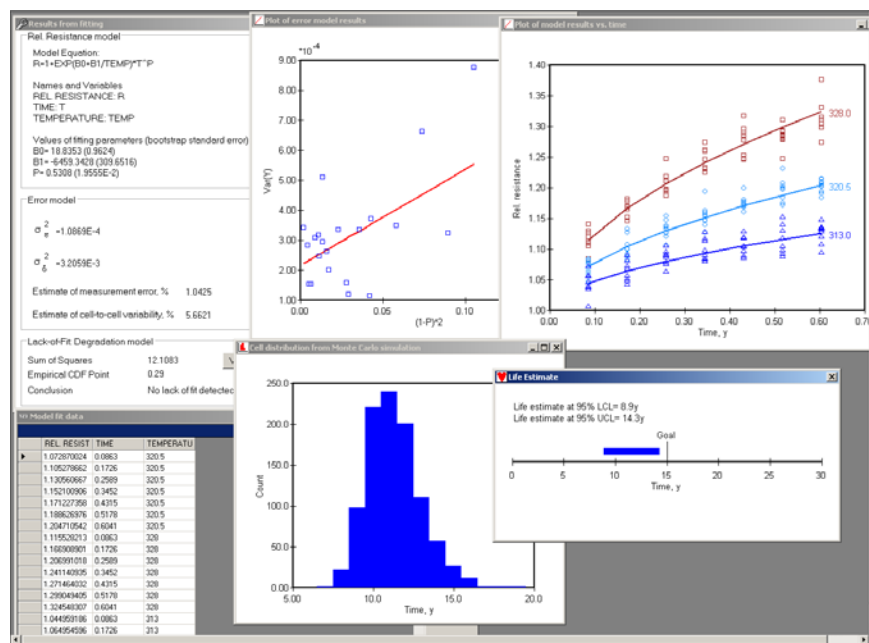 Results from fitting
Rel. Resistance model
Model Equation:
R=1+EXP(B0+B1/TEMP)*T^P
Names and Variables
REL. RESISTANCE: R
TIME: T
TEMPERATURE: TEMP
Values of fitting parameters (bootstrap standard error)
B0= 18.8353 (0.9624)
B1= -6459.3428 (309.6516)
P= 0.5308 (1.9555E-2)
Error model
σ π 2 =1.0869E-4
σ δ 2 =3.2059E-3
Estimate of measurement error, % 1.0425
Estimate of cell-to-cell variability, % 5.6621
Lack-of-Fit Degradation model
Sum of Squares 12.1083
Empirical CDF Point 0.29
Conclusion No lack of fit detected
Plot of error model results
*10^-4
9.00
8.00
7.00
6.00
5.00
4.00
3.00
2.00
1.00
Var(Y)
0.00 0.05 0.10
(1-P)^2
Plot of model results vs. time
1.40
1.35
1.30
1.25
1.20
1.15
1.10
1.05
1.00
Rel. resistance
328.0
320.5
313.0
0.00 0.10 0.20 0.30 0.40 0.50 0.60 0.70
Time, y
Cell distribution from Monte Carlo simulation
250.0
200.0
150.0
100.0
50.0
0.0
Count
5.00 10.0 15.0 20.0
Time, y
Life Estimate
Life estimate at 95% LCL= 8.9y
Life estimate at 95% UCL= 14.3y
Goal
0 5 10 15 20 25 30
Time, y
Model fit data
REL. RESIST TIME TEMPERATU
1.072870024 0.0863 320.5
1.105278662 0.1726 320.5
1.130560667 0.2589 320.5
1.152100906 0.3452 320.5
1.171227358 0.4315 320.5
1.188626976 0.5178 320.5
1.204710542 0.6041 320.5
1.115528213 0.0863 328
1.166908901 0.1726 328
1.206991018 0.2589 328
1.241140935 0.3452 328
1.271464032 0.4315 328
1.299049405 0.5178 328
1.324548307 0.6041 328
1.044959186 0.0863 313
1.064954596 0.1726 313